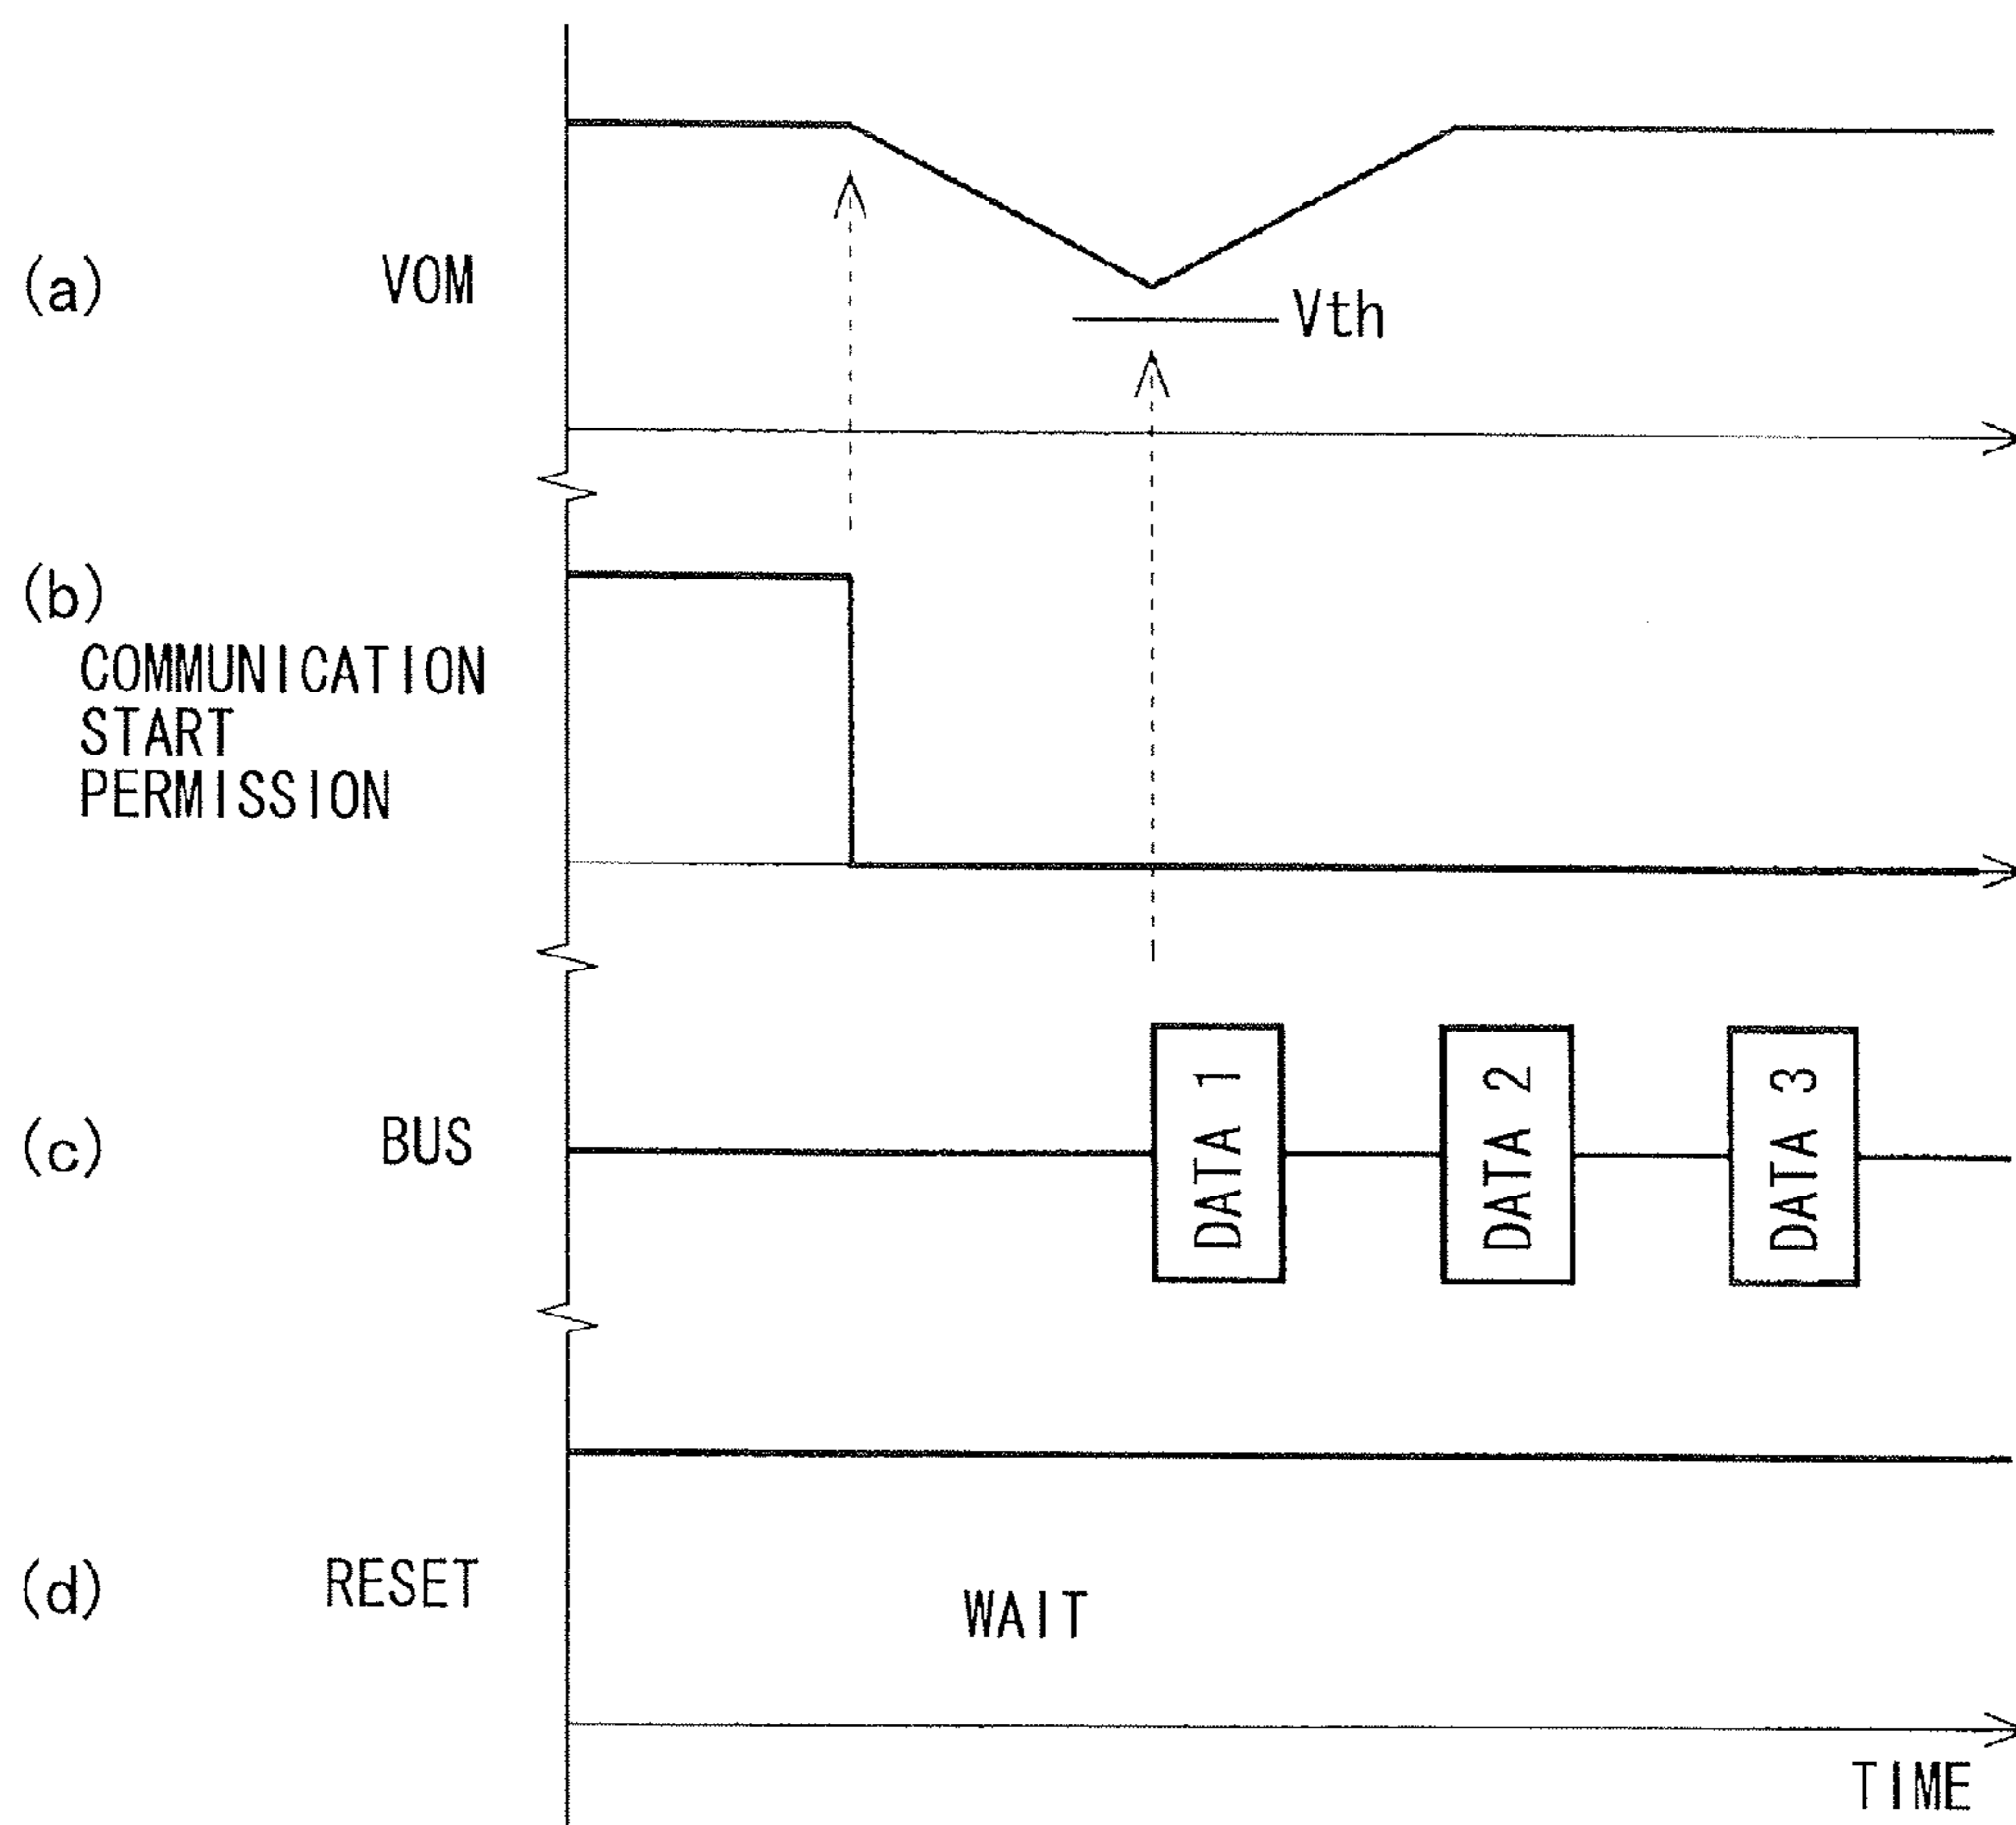 (a) VOM
Vth
(b)
COMMUNICATION
START
PERMISSION
(c) BUS
DATA 1
DATA 2
DATA 3
(d) RESET
WAIT
TIME